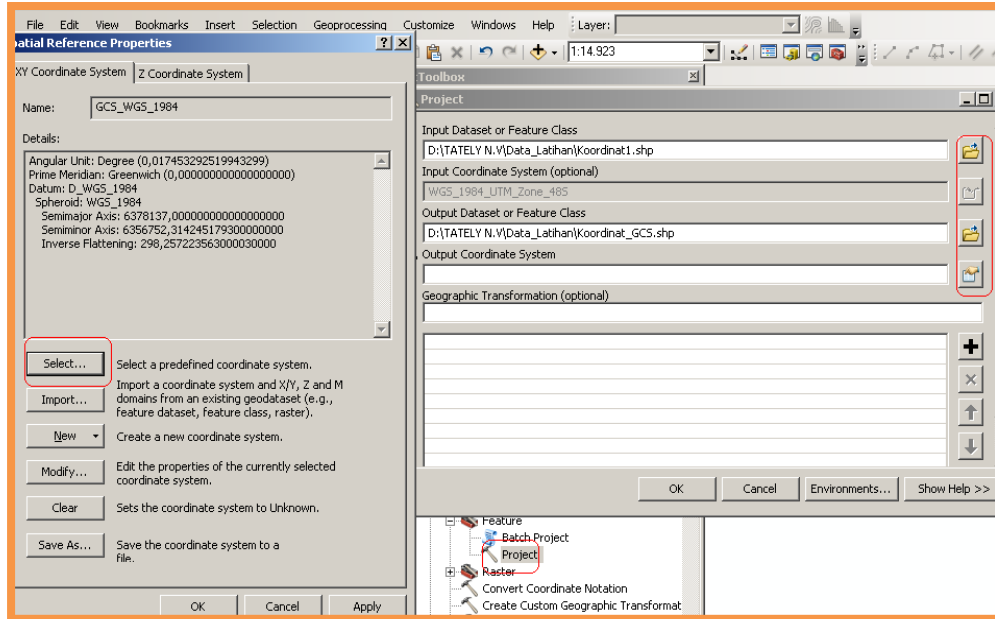 File Edit View Bookmarks Insert Selection Geoprocessing Customize Windows Help Layer:
patial Reference Properties
1:14.923
XY Coordinate System Z Coordinate System
Name: GCS_WGS_1984
Details:
Angular Unit: Degree (0,017453292519943299)
Prime Meridian: Greenwich (0,000000000000000000)
Datum: D_WGS_1984
Spheroid: WGS_1984
Semimajor Axis: 6378137,000000000000000000
Semiminor Axis: 6356752,314245179300000000
Inverse Flattening: 298,257223563000030000
Select... Select a predefined coordinate system.
Import... Import a coordinate system and X/Y, Z and M
domains from an existing geodataset (e.g.,
feature dataset, feature class, raster).
New Create a new coordinate system.
Modify... Edit the properties of the currently selected
coordinate system.
Clear Sets the coordinate system to Unknown.
Save As... Save the coordinate system to a
file.
OK Cancel Apply
Toolbox
Project
Input Dataset or Feature Class
D:\TATELY N.V\Data_Latihan\Koordinat1.shp
Input Coordinate System (optional)
WGS_1984_UTM_Zone_48S
Output Dataset or Feature Class
D:\TATELY N.V\Data_Latihan\Koordinat_GCS.shp
Output Coordinate System
Geographic Transformation (optional)
OK Cancel Environments... Show Help >>
Feature
Batch Project
Project
Raster
Convert Coordinate Notation
Create Custom Geographic Transformat